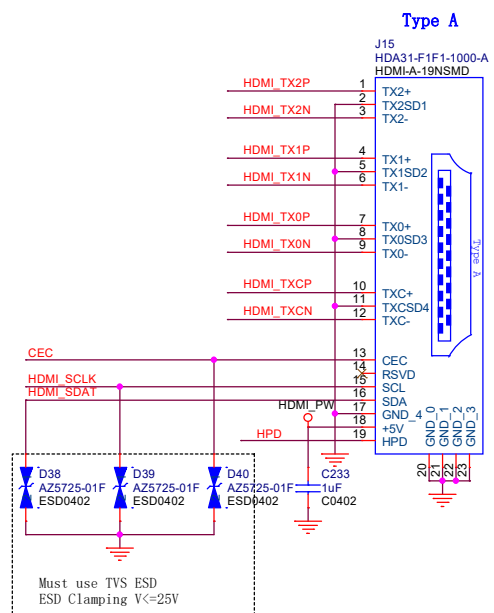 Type A
J15
HDA31-F1F1-1000-A
HDMI-A-19NSMD
HDMI_TX2P 1 TX2+
2 TX2SD1
HDMI_TX2N 3 TX2-
HDMI_TX1P 4 TX1+
5 TX1SD2
HDMI_TX1N 6 TX1-
HDMI_TX0P 7 TX0+
8 TX0SD3
HDMI_TX0N 9 TX0-
HDMI_TXCP 10 TXC+
11 TXCSD4
HDMI_TXCN 12 TXC-
Type A
CEC 13 CEC
14 RSVD
HDMI_SCLK 15 SCL
HDMI_SDAT 16 SDA
17 GND_4
HDMI_PW 18 +5V
HPD 19 HPD
GND_0 GND_1 GND_2 GND_3
20 21 22 23
D38 D39 D40 C233
AZ5725-01F AZ5725-01F AZ5725-01F 1uF
ESD0402 ESD0402 ESD0402 C0402
Must use TVS ESD
ESD Clamping V<=25V